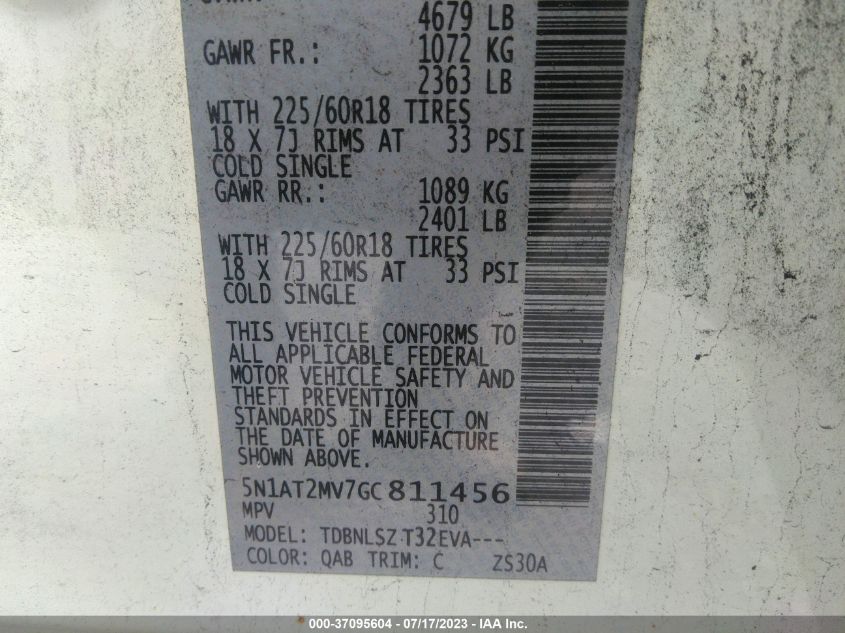 4679 LB
GAWR FR.: 1072 KG
2363 LB
WITH 225/60R18 TIRES
18 X 7J RIMS AT 33 PSI
COLD SINGLE
GAWR RR.: 1089 KG
2401 LB
WITH 225/60R18 TIRES
18 X 7J RIMS AT 33 PSI
COLD SINGLE
THIS VEHICLE CONFORMS TO
ALL APPLICABLE FEDERAL
MOTOR VEHICLE SAFETY AND
THEFT PREVENTION
STANDARDS IN EFFECT ON
THE DATE OF MANUFACTURE
SHOWN ABOVE.
5N1AT2MV7GC811456
MPV 310
MODEL: TDBNLSZ T32EVA---
COLOR: QAB TRIM: C ZS30A
000-37095604 - 07/17/2023 - IAA Inc.